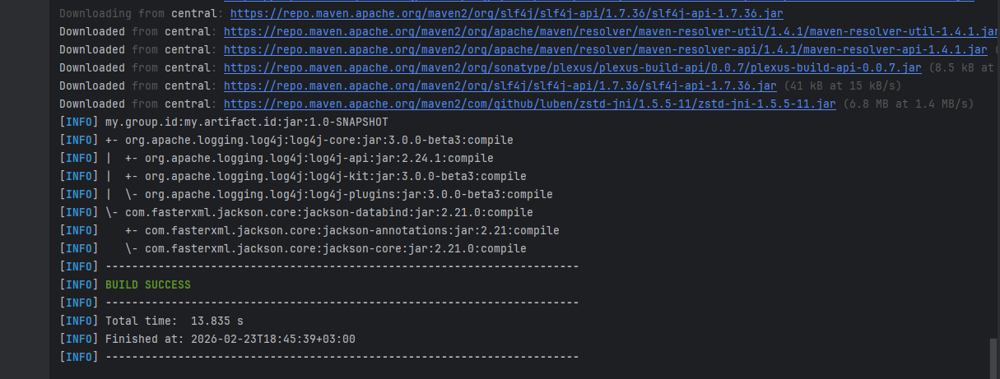 Downloading from central: https://repo.maven.apache.org/maven2/org/slf4j/slf4j-api/1.7.36/slf4j-api-1.7.36.jar
Downloaded from central: https://repo.maven.apache.org/maven2/org/apache/maven/resolver/maven-resolver-util/1.4.1/maven-resolver-util-1.4.1.jar
Downloaded from central: https://repo.maven.apache.org/maven2/org/apache/maven/resolver/maven-resolver-api/1.4.1/maven-resolver-api-1.4.1.jar (
Downloaded from central: https://repo.maven.apache.org/maven2/org/sonatype/plexus/plexus-build-api/0.0.7/plexus-build-api-0.0.7.jar (8.5 kB at
Downloaded from central: https://repo.maven.apache.org/maven2/org/slf4j/slf4j-api/1.7.36/slf4j-api-1.7.36.jar (41 kB at 15 kB/s)
Downloaded from central: https://repo.maven.apache.org/maven2/com/github/luben/zstd-jni/1.5.5-11/zstd-jni-1.5.5-11.jar (6.8 MB at 1.4 MB/s)
[INFO] my.group.id:my.artifact.id:jar:1.0-SNAPSHOT
[INFO] +- org.apache.logging.log4j:log4j-core:jar:3.0.0-beta3:compile
[INFO] |  +- org.apache.logging.log4j:log4j-api:jar:2.24.1:compile
[INFO] |  +- org.apache.logging.log4j:log4j-kit:jar:3.0.0-beta3:compile
[INFO] |  \- org.apache.logging.log4j:log4j-plugins:jar:3.0.0-beta3:compile
[INFO] \- com.fasterxml.jackson.core:jackson-databind:jar:2.21.0:compile
[INFO]    +- com.fasterxml.jackson.core:jackson-annotations:jar:2.21:compile
[INFO]    \- com.fasterxml.jackson.core:jackson-core:jar:2.21.0:compile
[INFO] ------------------------------------------------------------------------
[INFO] BUILD SUCCESS
[INFO] ------------------------------------------------------------------------
[INFO] Total time:  13.835 s
[INFO] Finished at: 2026-02-23T18:45:39+03:00
[INFO] ------------------------------------------------------------------------